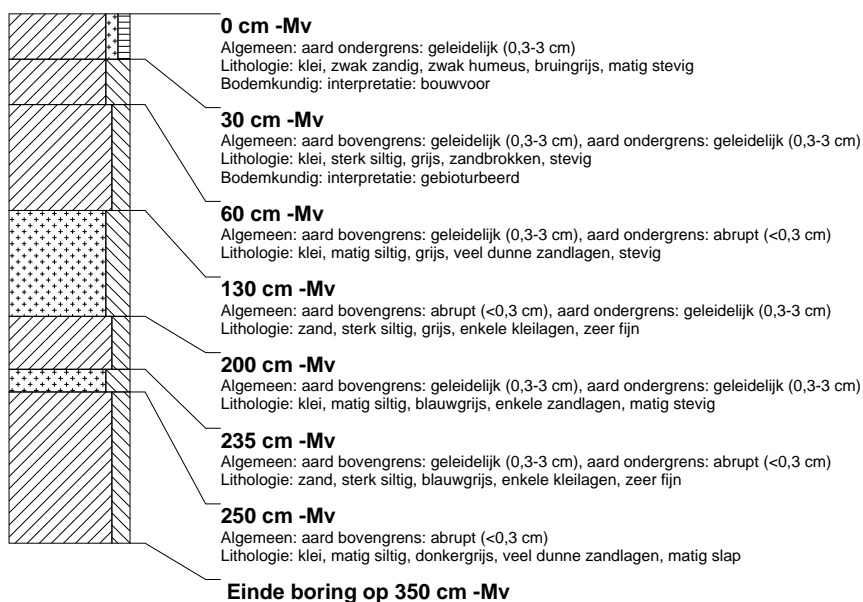 0 cm -Mv
Algemeen: aard ondergrens: geleidelijk (0,3-3 cm)
Lithologie: klei, zwak zandig, zwak humeus, bruingrijs, matig stevig
Bodemkundig: interpretatie: bouwvoor
30 cm -Mv
Algemeen: aard bovengrens: geleidelijk (0,3-3 cm), aard ondergrens: geleidelijk (0,3-3 cm)
Lithologie: klei, sterk siltig, grijs, zandbrokken, stevig
Bodemkundig: interpretatie: gebioturbeerd
60 cm -Mv
Algemeen: aard bovengrens: geleidelijk (0,3-3 cm), aard ondergrens: abrupt (<0,3 cm)
Lithologie: klei, matig siltig, grijs, veel dunne zandlagen, stevig
130 cm -Mv
Algemeen: aard bovengrens: abrupt (<0,3 cm), aard ondergrens: geleidelijk (0,3-3 cm)
Lithologie: zand, sterk siltig, grijs, enkele kleilagen, zeer fijn
200 cm -Mv
Algemeen: aard bovengrens: geleidelijk (0,3-3 cm), aard ondergrens: geleidelijk (0,3-3 cm)
Lithologie: klei, matig siltig, blauwgrijs, enkele zandlagen, matig stevig
235 cm -Mv
Algemeen: aard bovengrens: geleidelijk (0,3-3 cm), aard ondergrens: abrupt (<0,3 cm)
Lithologie: zand, sterk siltig, blauwgrijs, enkele kleilagen, zeer fijn
250 cm -Mv
Algemeen: aard bovengrens: abrupt (<0,3 cm)
Lithologie: klei, matig siltig, donkergrijs, veel dunne zandlagen, matig slap
Einde boring op 350 cm -Mv